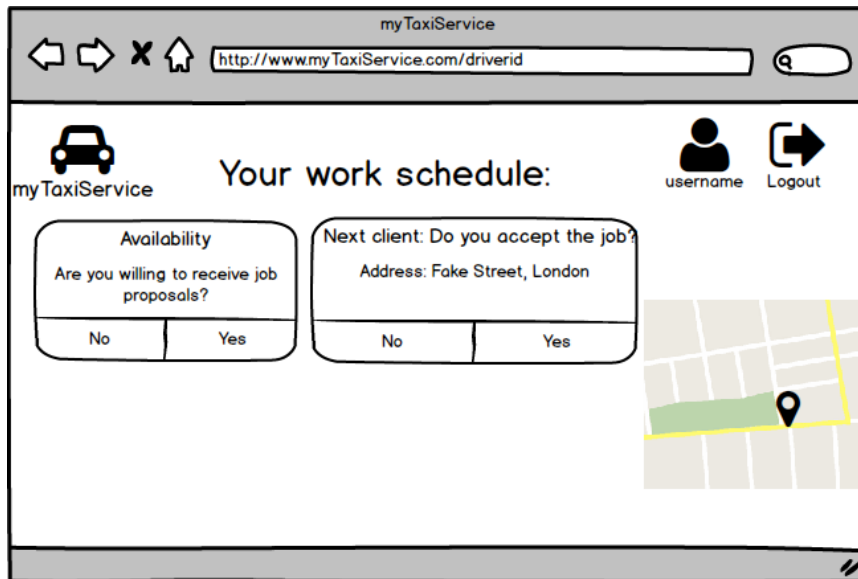 myTaxiService
http://www.myTaxiService.com/driverid
myTaxiService
Your work schedule:
username
Logout
Availability
Are you willing to receive job
proposals?
No
Yes
Next client: Do you accept the job?
Address: Fake Street, London
No
Yes